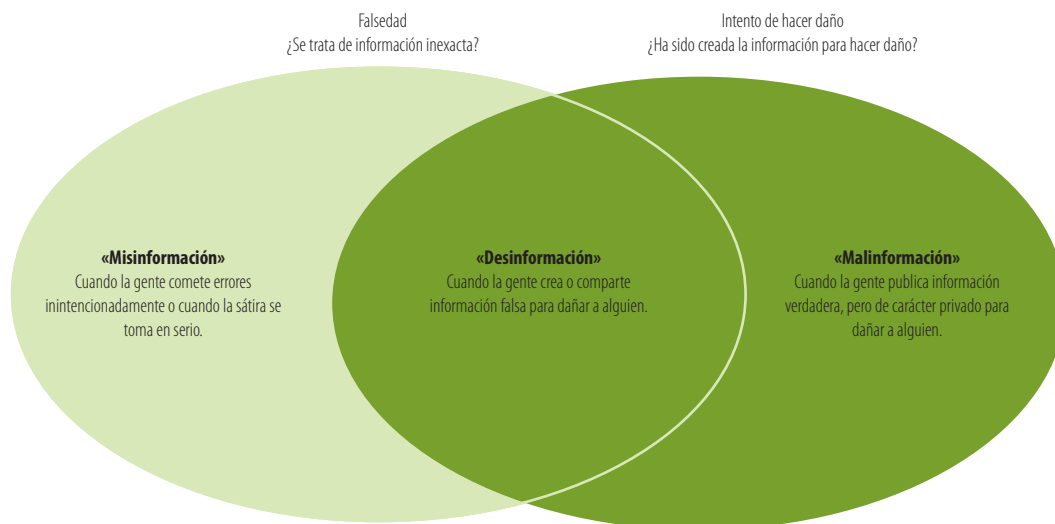 Falsedad
¿Se trata de información inexacta?
Intento de hacer daño
¿Ha sido creada la información para hacer daño?
«Misinformación»
Cuando la gente comete errores
inintencionadamente o cuando la sátira se
toma en serio.
«Desinformación»
Cuando la gente crea o comparte
información falsa para dañar a alguien.
«Malinformación»
Cuando la gente publica información
verdadera, pero de carácter privado para
dañar a alguien.